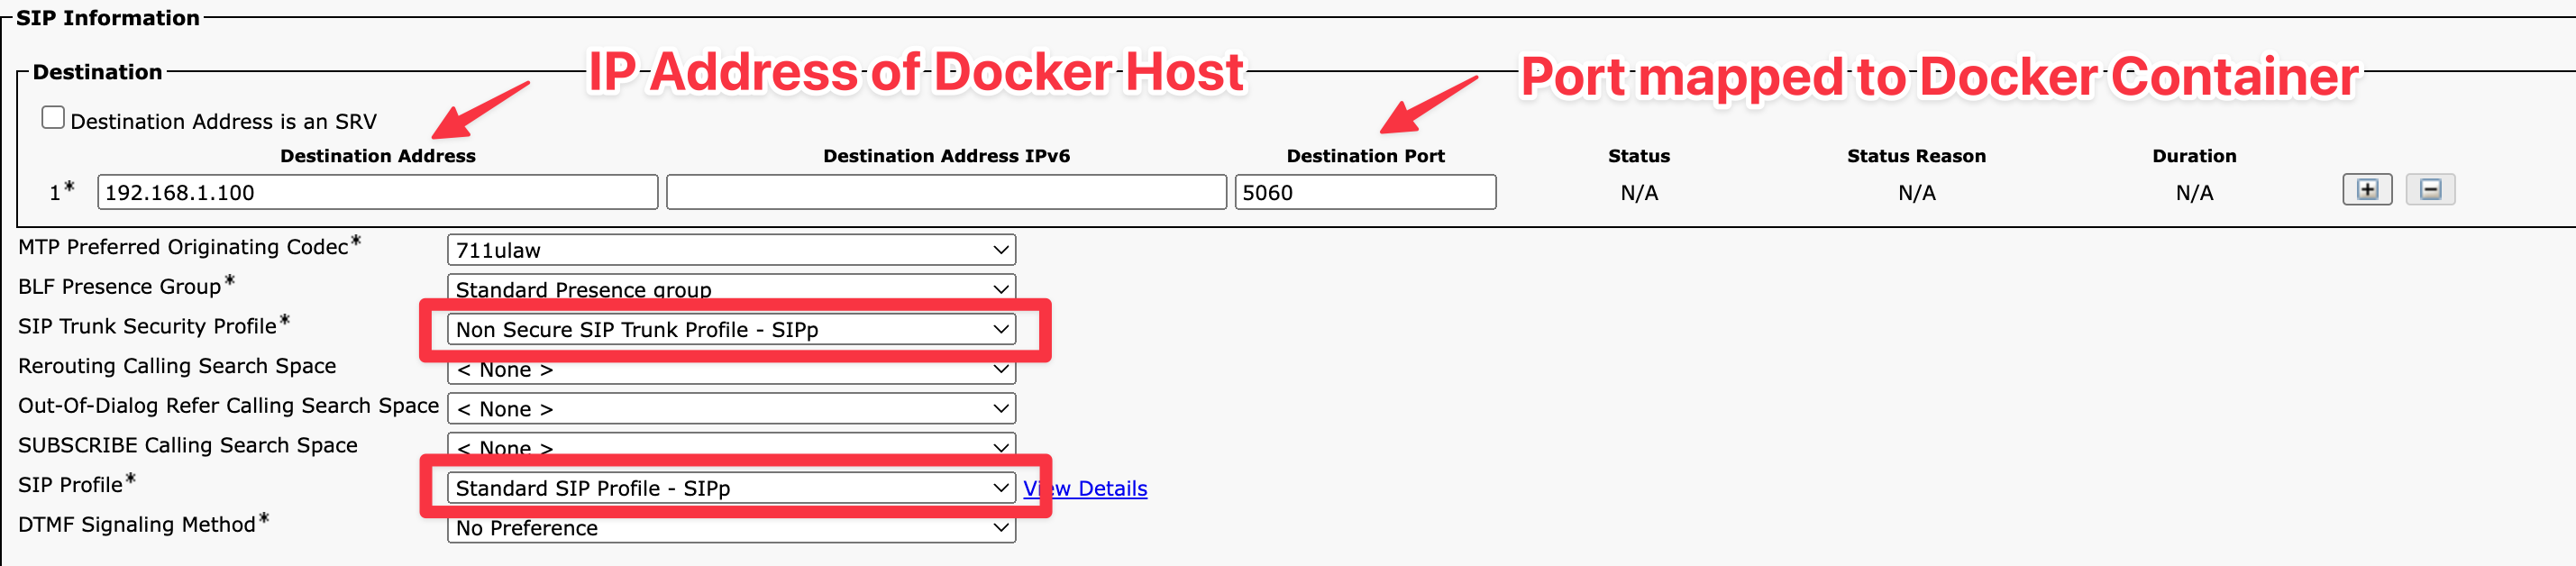 SIP Information
Destination
IP Address of Docker Host
Port mapped to Docker Container
Destination Address is an SRV
Destination Address Destination Address IPv6 Destination Port Status Status Reason Duration
1* 192.168.1.100 5060 N/A N/A N/A
MTP Preferred Originating Codec* 711ulaw
BLF Presence Group* Standard Presence group
SIP Trunk Security Profile* Non Secure SIP Trunk Profile - SIPp
Rerouting Calling Search Space < None >
Out-Of-Dialog Refer Calling Search Space < None >
SUBSCRIBE Calling Search Space < None >
SIP Profile* Standard SIP Profile - SIPp View Details
DTMF Signaling Method* No Preference